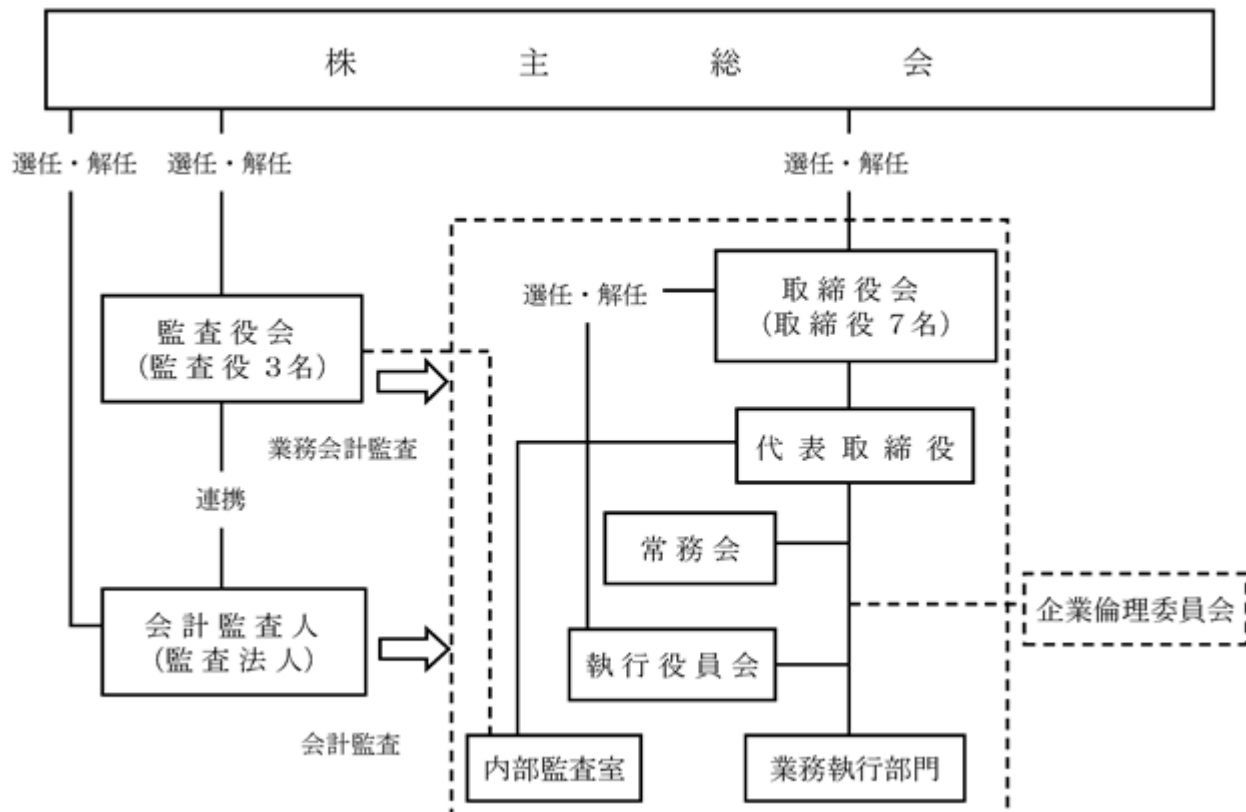 株主総会
選任・解任
選任・解任
選任・解任
取締役会
(取締役 7名)
選任・解任
監査役会
(監査役 3名)
代表取締役
業務会計監査
連携
常務会
企業倫理委員会
会計監査人
(監査法人)
執行役員会
会計監査
内部監査室
業務執行部門